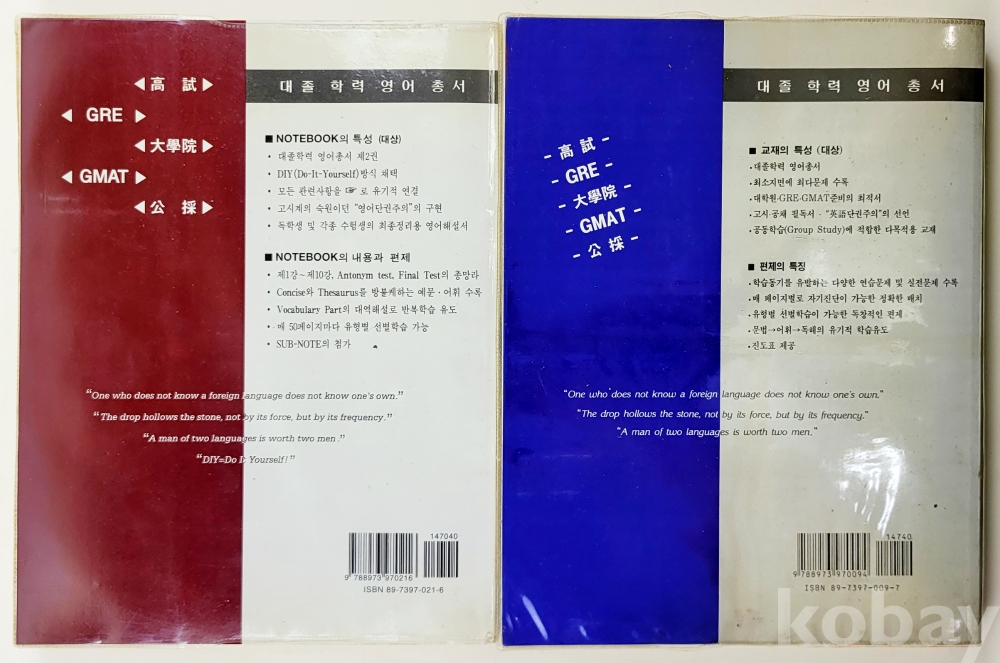 ◀ 高 試 ▶
◀ GRE ▶
◀ 大學院 ▶
◀ GMAT ▶
◀ 公 採 ▶
대 졸 학 력 영 어 총 서
■ NOTEBOOK의 특성 (대상)
• 대졸학력 영어총서 제2권
• DIY(Do-It-Yourself)방식 채택
• 모든 관련사항을 ☞ 로 유기적 연결
• 고시계의 숙원이던 "영어단권주의"의 구현
• 독학생 및 각종 수험생의 최종정리용 영어해설서
■ NOTEBOOK의 내용과 편제
• 제1강~제10강, Antonym test, Final Test의 총망라
• Concise와 Thesaurus를 방불케하는 예문·어휘 수록
• Vocabulary Part의 대역해설로 반복학습 유도
• 매 50페이지마다 유형별 선별학습 가능
• SUB-NOTE의 첨가
"One who does not know a foreign language does not know one's own."
"The drop hollows the stone, not by its force, but by its frequency."
"A man of two languages is worth two men."
"DIY=Do It Yourself!"
147040
9 788973 970216
ISBN 89-7397-021-6
- 高 試 -
- GRE -
- 大學院 -
- GMAT -
- 公 採 -
대 졸 학 력 영 어 총 서
■ 교재의 특성 (대상)
•대졸학력 영어총서
•최소지면에 최다문제 수록
•대학원·GRE·GMAT준비의 최적서
•고시·공채 필독서 - "英語단권주의"의 선언
•공동학습(Group Study)에 적합한 다목적용 교재
■ 편제의 특징
•학습동기를 유발하는 다양한 연습문제 및 실전문제 수록
•매 페이지별로 자기진단이 가능한 정확한 배치
•유형별 선별학습이 가능한 독창적인 편제
•문법→어휘→독해의 유기적 학습유도
•진도표 제공
"One who does not know a foreign language does not know one's own."
"The drop hollows the stone, not by its force, but by its frequency."
"A man of two languages is worth two men."
14740
9 788973 970094
ISBN 89-7397-009-7
kobay